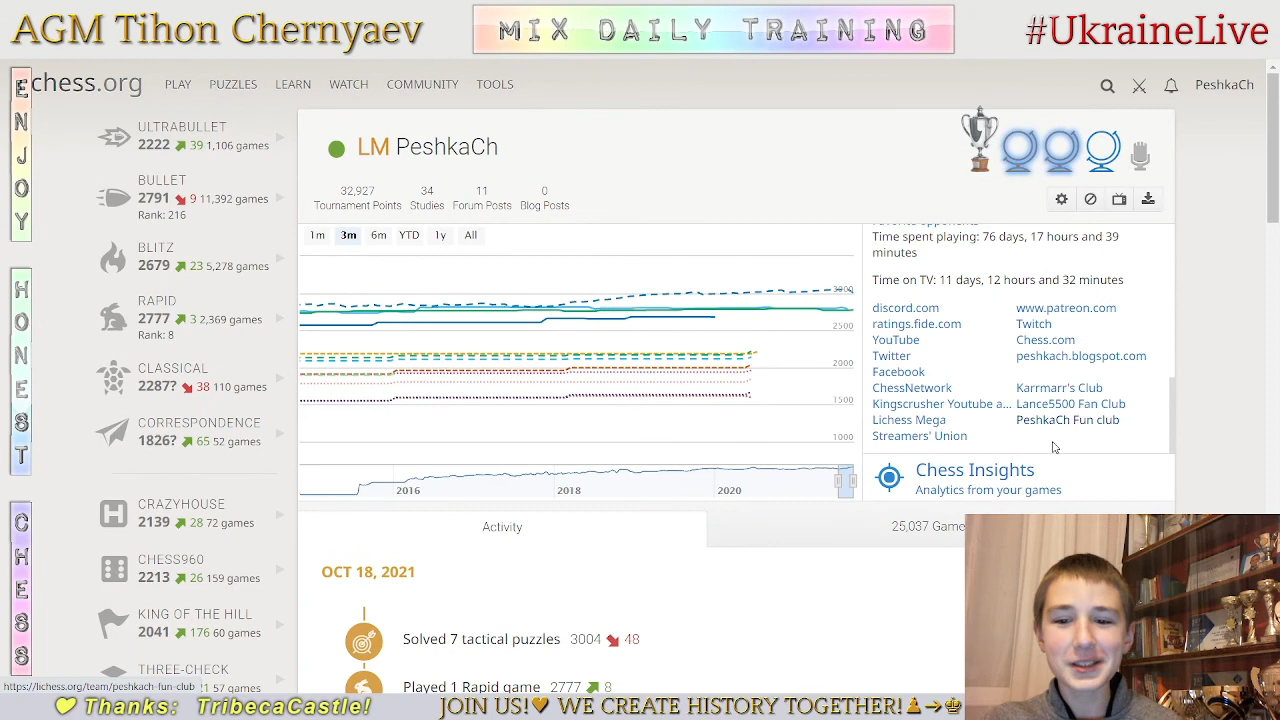 AGM Tihon Chernyaev
MIX DAILY TRAINING
#UkraineLive
ENJOY
HONEST
CHESS
chess.org
PLAY PUZZLES LEARN WATCH COMMUNITY TOOLS
PeshkaCh
ULTRABULLET
2222 39 1,106 games
BULLET
2791 9 11,392 games
Rank: 216
BLITZ
2679 23 5,278 games
RAPID
2777 3 2,369 games
Rank: 8
CLASSICAL
2287? 38 110 games
CORRESPONDENCE
1826? 65 52 games
CRAZYHOUSE
2139 28 72 games
CHESS960
2213 26 159 games
KING OF THE HILL
2041 176 60 games
THREE-CHECK
21 57 games
LM PeshkaCh
32,927 34 11 0
Tournament Points Studies Forum Posts Blog Posts
1m 3m 6m YTD 1y All
3000
2500
2000
1500
1000
2016 2018 2020
Favorite opponents
Time spent playing: 76 days, 17 hours and 39
minutes
Time on TV: 11 days, 12 hours and 32 minutes
discord.com www.patreon.com
ratings.fide.com Twitch
YouTube Chess.com
Twitter peshkach.blogspot.com
Facebook
ChessNetwork Karrmarr's Club
Kingscrusher Youtube a... Lance5500 Fan Club
Lichess Mega PeshkaCh Fun club
Streamers' Union
Chess Insights
Analytics from your games
Activity 25,037 Game
OCT 18, 2021
Solved 7 tactical puzzles 3004 48
Played 1 Rapid game 2777 8
https://lichess.org/team/peshkach-fun-club
Thanks: TribecaCastle!
JOIN US!♥ WE CREATE HISTORY TOGETHER!♟→♚